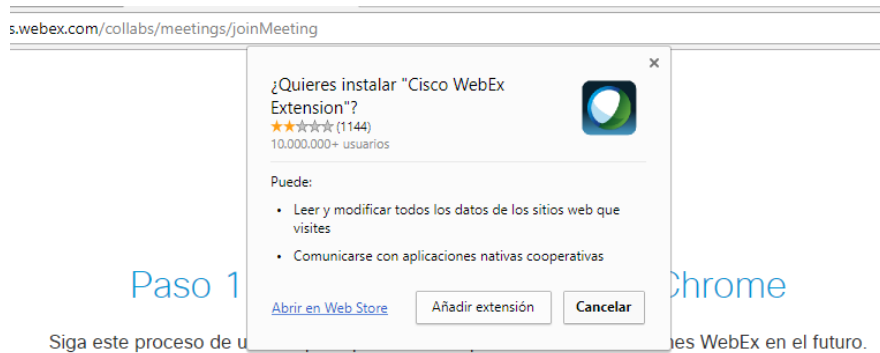 s.webex.com/collabs/meetings/joinMeeting
¿Quieres instalar "Cisco WebEx
Extension"?
(1144)
10.000.000+ usuarios
Puede:
• Leer y modificar todos los datos de los sitios web que
visites
• Comunicarse con aplicaciones nativas cooperativas
Abrir en Web Store Añadir extensión Cancelar
Paso 1 Chrome
Siga este proceso de nes WebEx en el futuro.